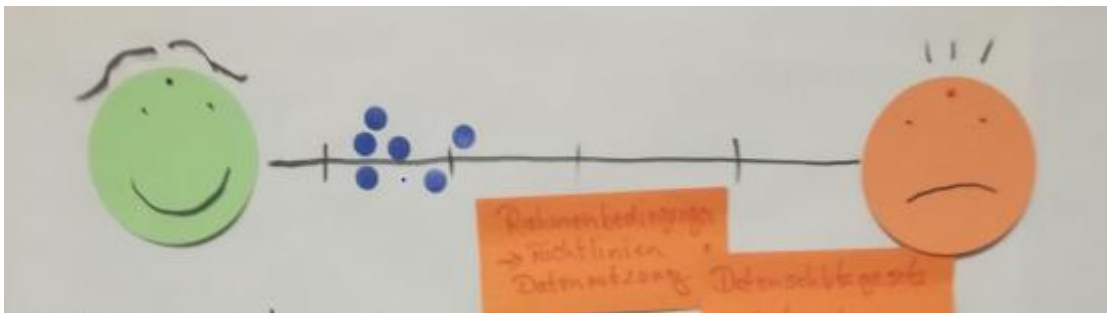 Rahmenbedingungen
→ Richtlinien
Datennutzung
Datenschutzgesetz